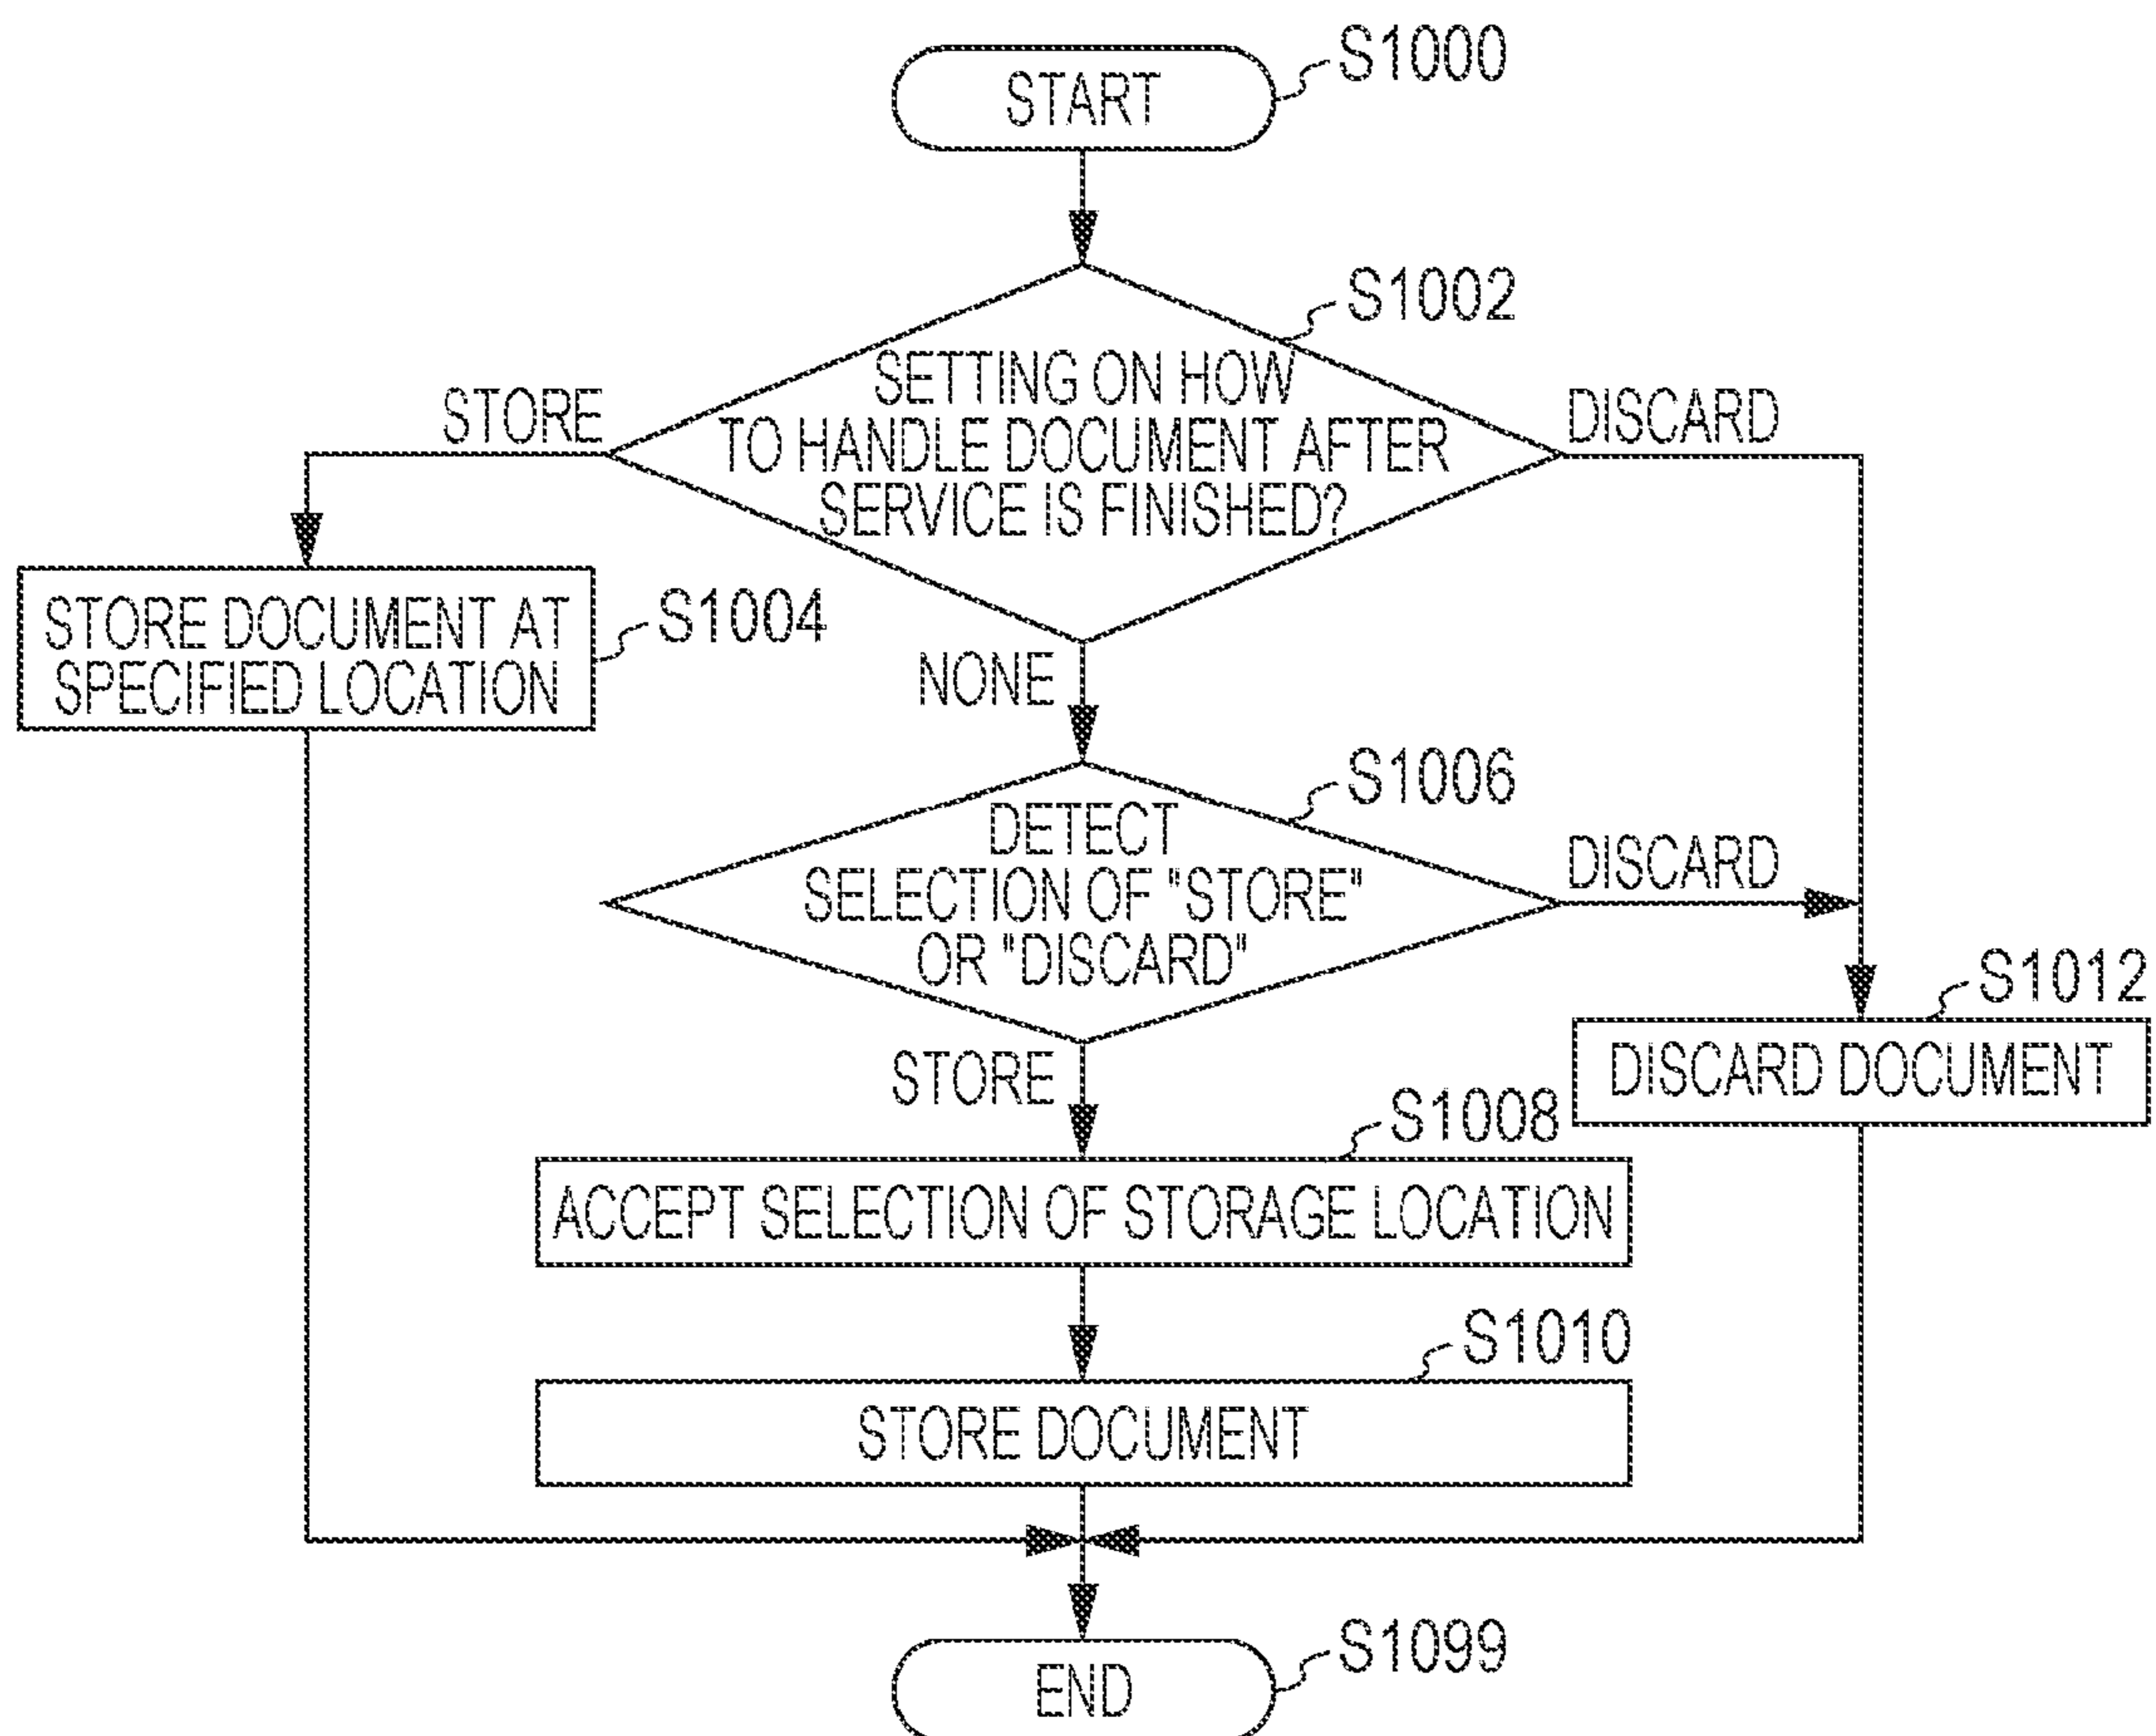 START
S1000
S1002
SETTING ON HOW
TO HANDLE DOCUMENT AFTER
SERVICE IS FINISHED?
STORE
DISCARD
STORE DOCUMENT AT
SPECIFIED LOCATION
S1004
NONE
S1006
DETECT
SELECTION OF "STORE"
OR "DISCARD"
DISCARD
S1012
DISCARD DOCUMENT
STORE
S1008
ACCEPT SELECTION OF STORAGE LOCATION
S1010
STORE DOCUMENT
END
S1099